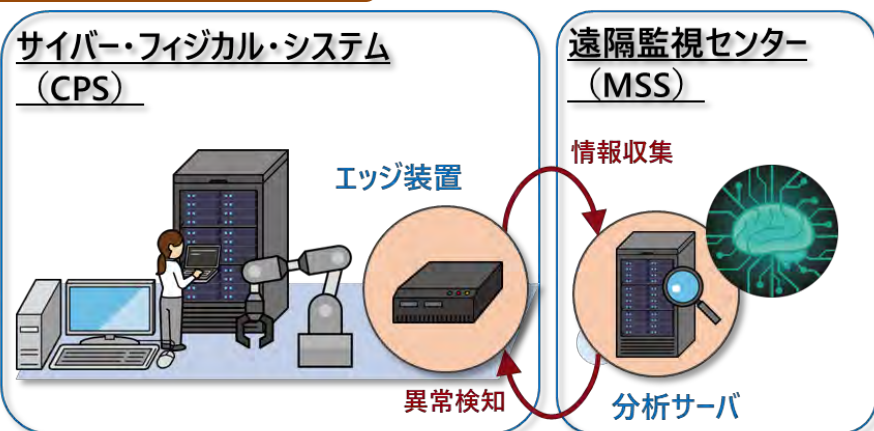 サイバー・フィジカル・システム
（CPS）
遠隔監視センター
（MSS）
情報収集
エッジ装置
異常検知
分析サーバ